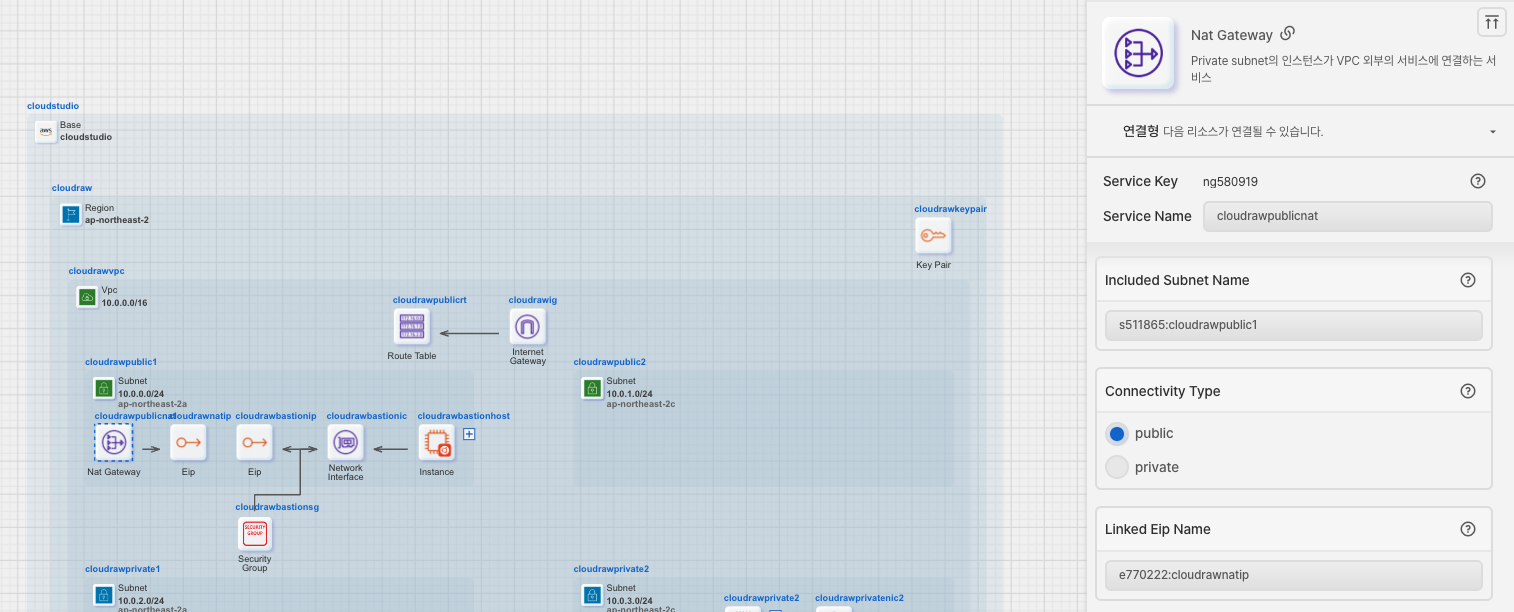 cloudstudio
aws
Base
cloudstudio
cloudraw
Region
ap-northeast-2
cloudrawkeypair
Key Pair
cloudrawvpc
Vpc
10.0.0.0/16
cloudrawpublicrt
Route Table
cloudrawig
Internet
Gateway
cloudrawpublic1
Subnet
10.0.0.0/24
ap-northeast-2a
cloudrawpublic2
Subnet
10.0.1.0/24
ap-northeast-2c
cloudrawpublicnat
Nat Gateway
cloudrawnatip
Eip
cloudrawbastionip
Eip
cloudrawbastionic
Network
Interface
cloudrawbastionhost
Instance
cloudrawbastionsg
SECURITY
GROUP
Security
Group
cloudrawprivate1
Subnet
10.0.2.0/24
ap-northeast-2a
cloudrawprivate2
Subnet
10.0.3.0/24
ap-northeast-2c
cloudrawprivate2
cloudrawprivatenic2
Nat Gateway
Private subnet의 인스턴스가 VPC 외부의 서비스에 연결하는 서
비스
연결형 다음 리소스가 연결될 수 있습니다.
Service Key ng580919
Service Name cloudrawpublicnat
Included Subnet Name
s511865:cloudrawpublic1
Connectivity Type
public
private
Linked Eip Name
e770222:cloudrawnatip